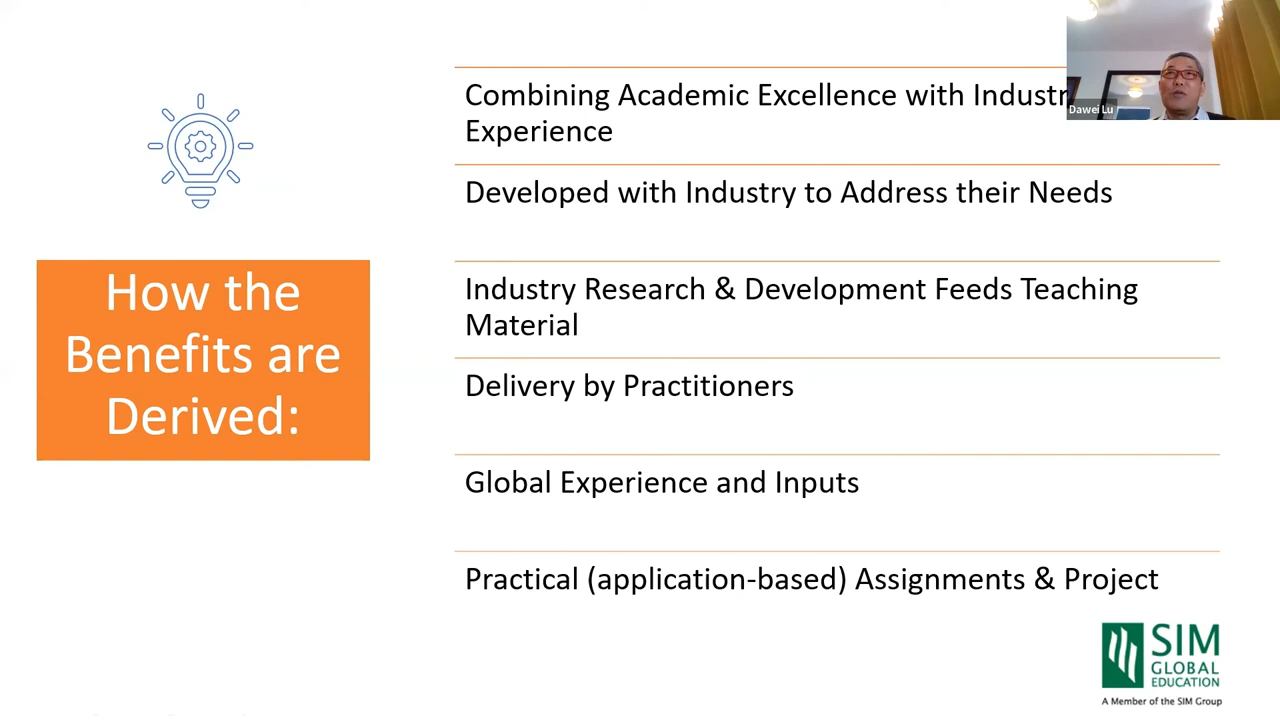 How the
Benefits are
Derived:
Combining Academic Excellence with Industr
Experience
Developed with Industry to Address their Needs
Industry Research & Development Feeds Teaching
Material
Delivery by Practitioners
Global Experience and Inputs
Practical (application-based) Assignments & Project
Dawei Lu
SIM
GLOBAL
EDUCATION
A Member of the SIM Group